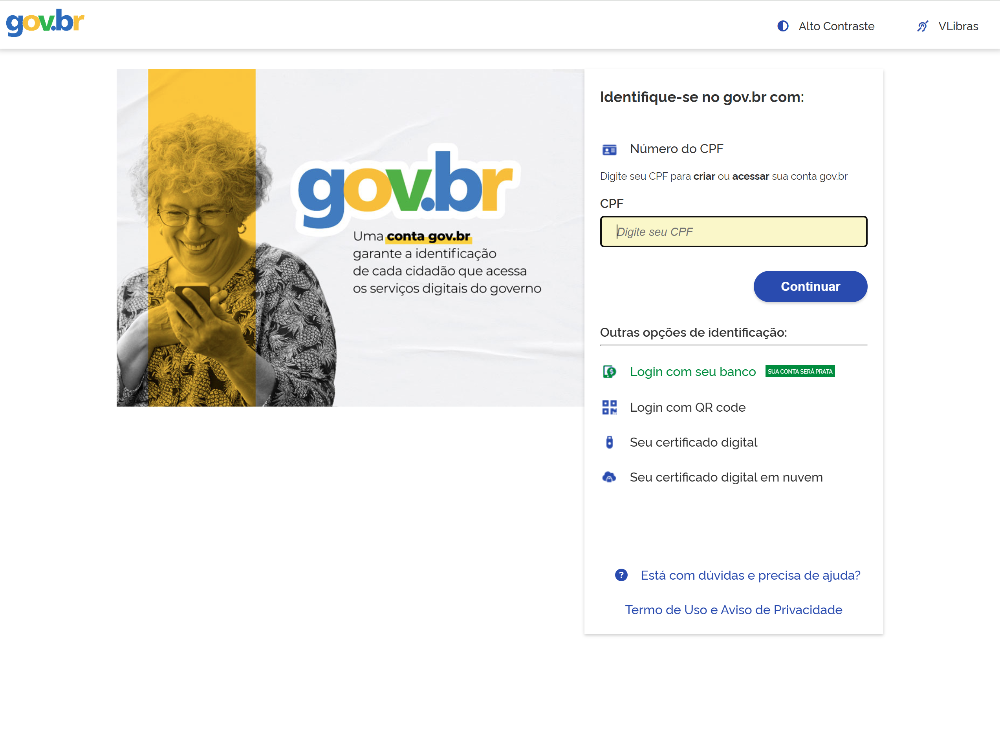 gov.br
Alto Contraste
VLibras
gov.br
Uma conta gov.br
garante a identificação
de cada cidadão que acessa
os serviços digitais do governo
Identifique-se no gov.br com:
Número do CPF
Digite seu CPF para criar ou acessar sua conta gov.br
CPF
Digite seu CPF
Continuar
Outras opções de identificação:
Login com seu banco SUA CONTA SERÁ PRATA
Login com QR code
Seu certificado digital
Seu certificado digital em nuvem
Está com dúvidas e precisa de ajuda?
Termo de Uso e Aviso de Privacidade